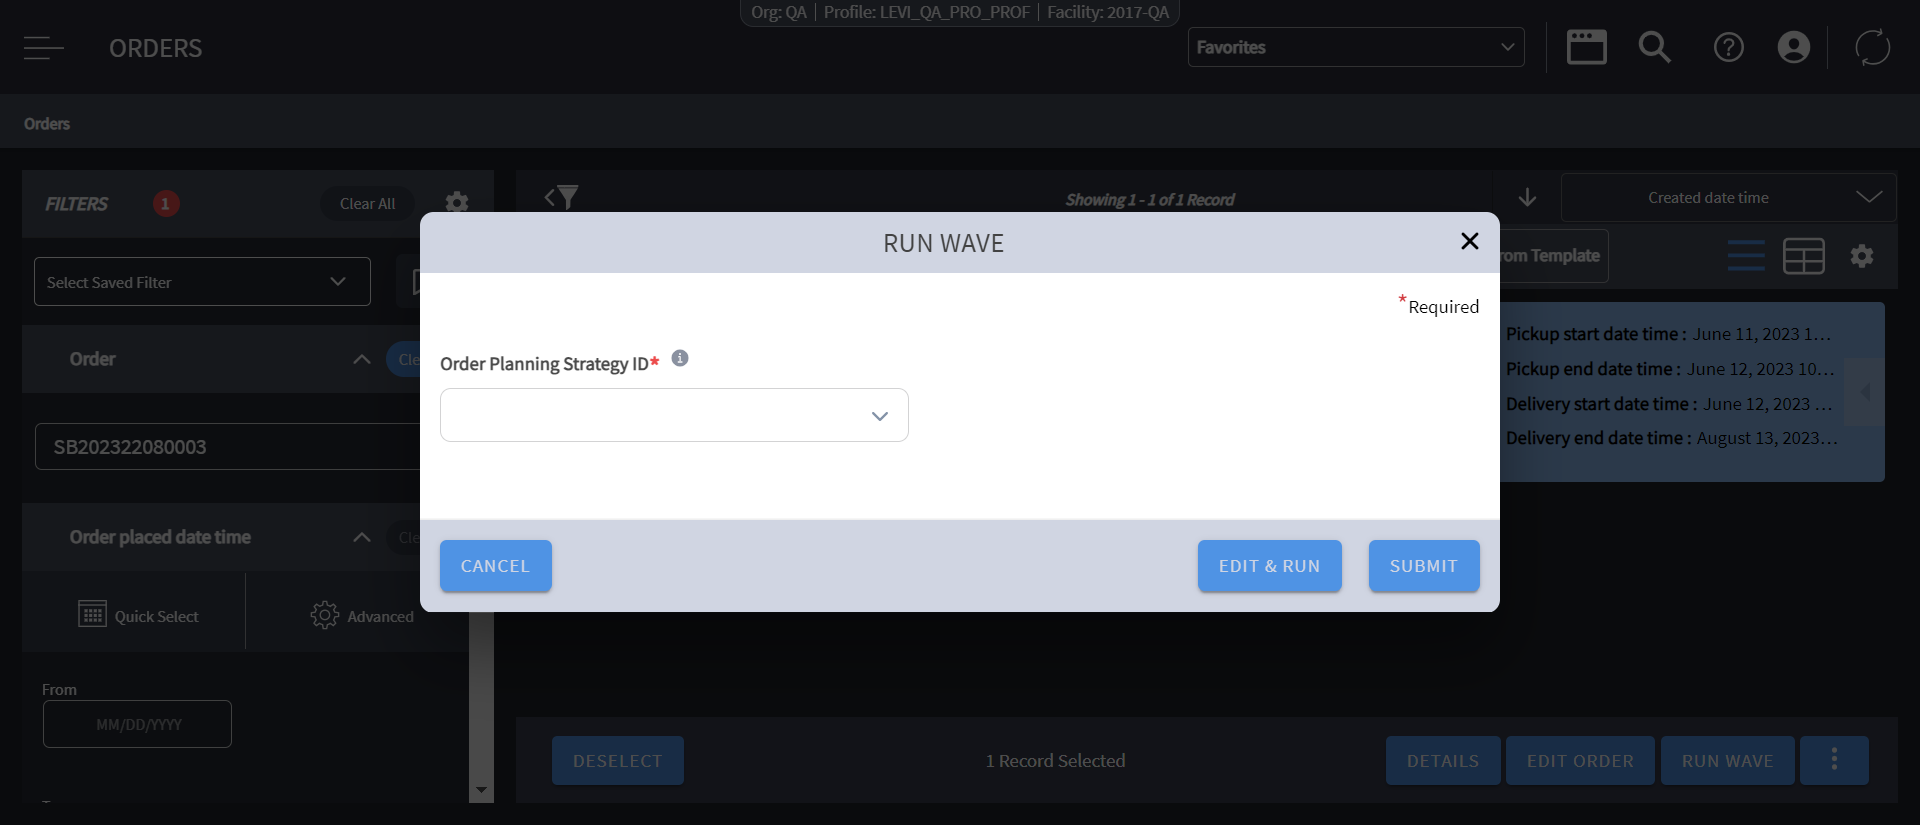 Org: QA | Profile: LEVI_QA_PRO_PROF | Facility: 2017-QA
ORDERS
Favorites
Orders
FILTERS 1 Clear All
Showing 1 - 1 of 1 Record
Created date time
Select Saved Filter
rom Template
RUN WAVE
*Required
Order Planning Strategy ID*
CANCEL
EDIT & RUN
SUBMIT
Order
Cle
SB202322080003
Order placed date time
Cle
Quick Select
Advanced
From
MM/DD/YYYY
Pickup start date time : June 11, 2023 1...
Pickup end date time : June 12, 2023 10...
Delivery start date time : June 12, 2023 ...
Delivery end date time : August 13, 2023...
DESELECT
1 Record Selected
DETAILS
EDIT ORDER
RUN WAVE